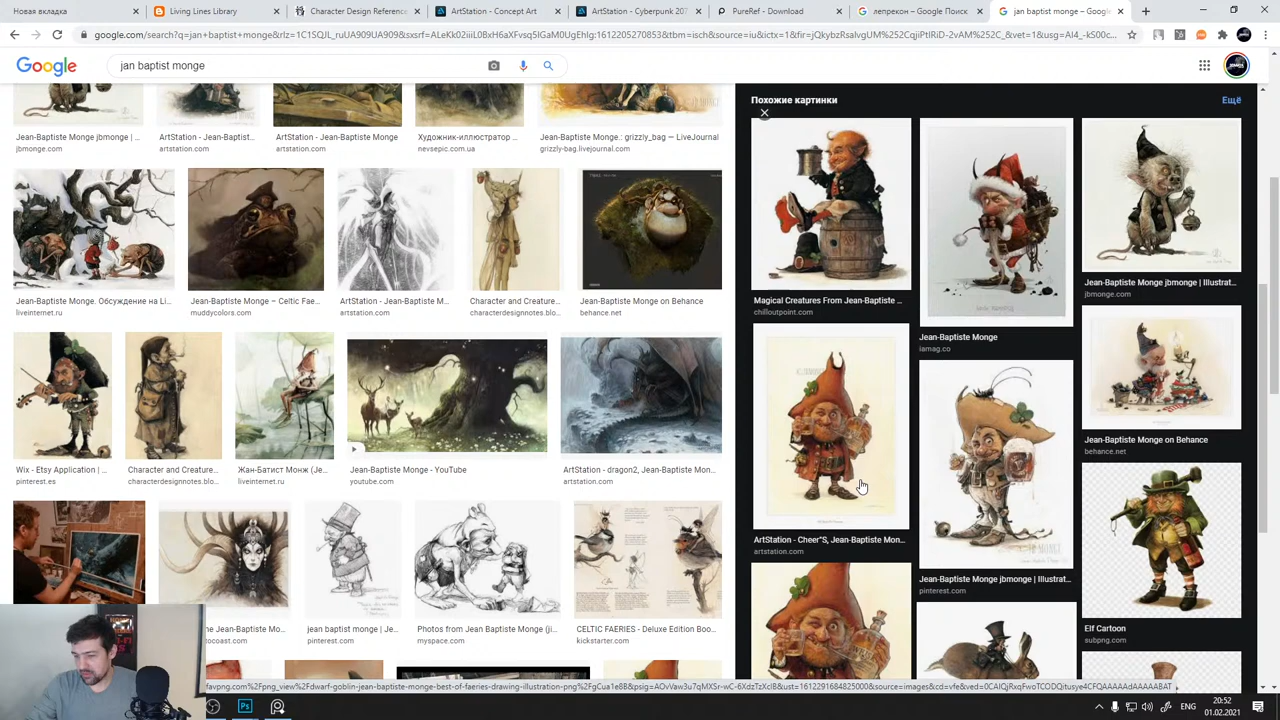 Новая вкладка
Living Lines Library
Character Design Reference
ArtStation - Concept Art
ArtStation - Cyberpunk 207
PureRef – Download
лепрекон – Google Поиск
jan baptist monge – Goog
Google
jan baptist monge
Похожие картинки
Ещё
Jean-Baptiste Monge jbmonge | ...
jbmonge.com
ArtStation - Jean-Baptist...
artstation.com
ArtStation - Jean-Baptiste Monge
artstation.com
Художник-иллюстратор ...
nevsepic.com.ua
Jean-Baptiste Monge.: grizzly_bag — LiveJournal
grizzly-bag.livejournal.com
Jean-Baptiste Monge. Обсуждение на Li...
liveinternet.ru
Jean-Baptiste Monge – Celtic Fae...
muddycolors.com
ArtStation - Jean-Baptiste M...
artstation.com
Character and Creature...
characterdesignnotes.blo...
Jean-Baptiste Monge on Behance
behance.net
Wix - Etsy Application | ...
pinterest.es
Character and Creature...
characterdesignnotes.blo...
Жан-Батист Монж (Je...
liveinternet.ru
Jean-Baptiste Monge - YouTube
youtube.com
ArtStation - dragon2, Jean-Baptiste Mon...
artstation.com
he Jean-Baptiste Mo...
ocoast.com
jean baptist monge | Je...
pinterest.com
Photos from Jean Baptiste Monge (ji...
myspace.com
CELTIC FAERIES - Deluxe Edition Boo...
kickstarter.com
Magical Creatures From Jean-Baptiste ...
chilloutpoint.com
Jean-Baptiste Monge
iamag.co
Jean-Baptiste Monge jbmonge | Illustrat...
jbmonge.com
ArtStation - Cheer"S, Jean-Baptiste Mon...
artstation.com
Jean-Baptiste Monge jbmonge | Illustrat...
pinterest.com
Jean-Baptiste Monge on Behance
behance.net
Elf Cartoon
subpng.com
Ps
ENG
20:52
01.02.2021